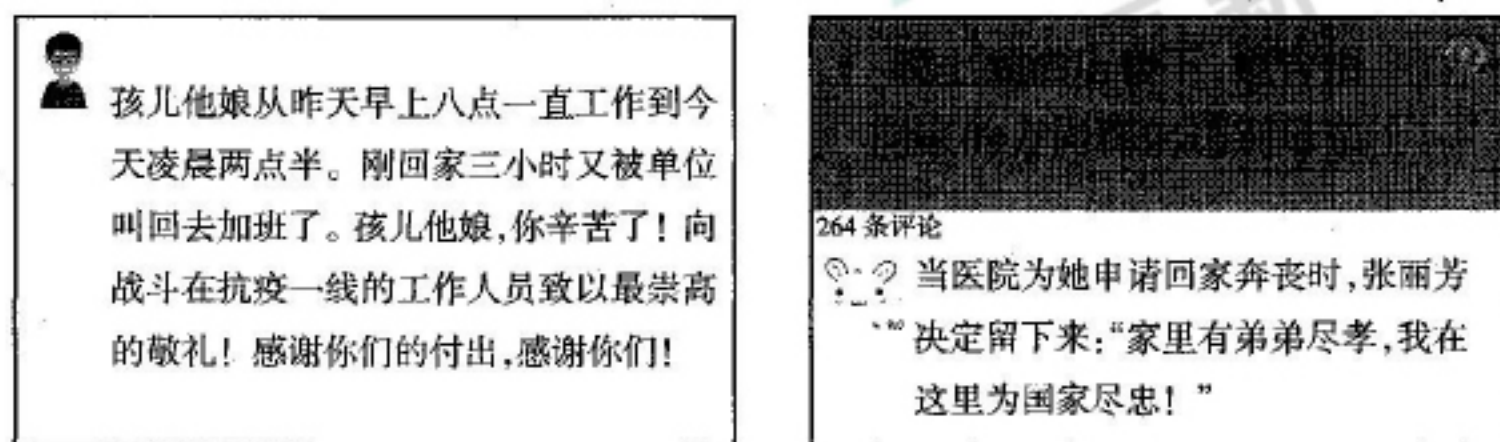 孩儿他娘从昨天早上八点一直工作到今
天凌晨两点半。刚回家三小时又被单位
叫回去加班了。孩儿他娘,你辛苦了!向
战斗在抗疫一线的工作人员致以最崇高
的敬礼!感谢你们的付出,感谢你们!
264 条评论
当医院为她申请回家奔丧时,张丽芳
决定留下来:“家里有弟弟尽孝,我在
这里为国家尽忠!”